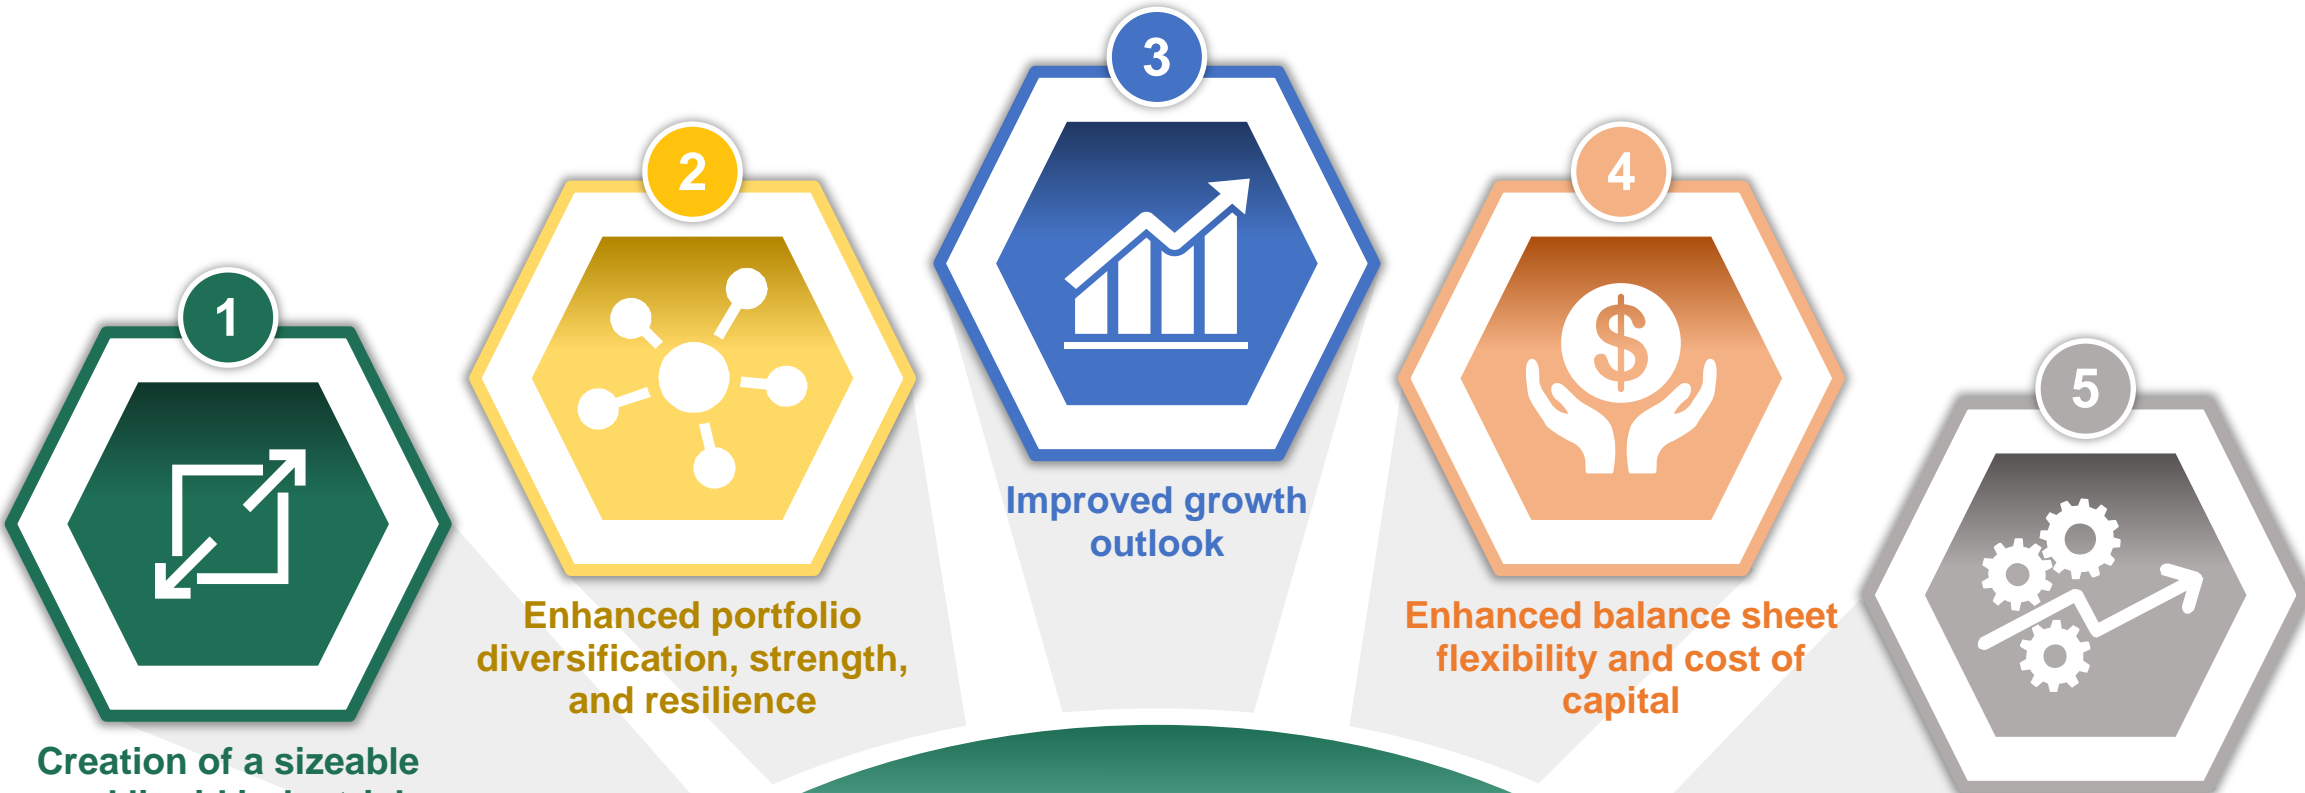 1
Creation of a sizeable
2
Enhanced portfolio
diversification, strength,
and resilience
3
Improved growth
outlook
4
Enhanced balance sheet
flexibility and cost of
capital
5